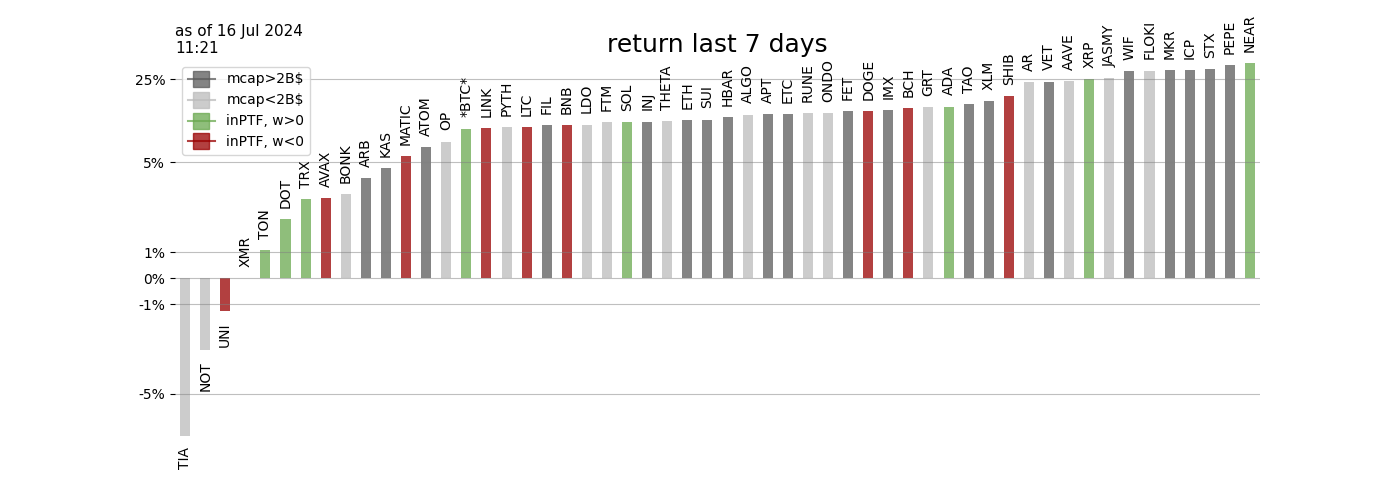 as of 16 Jul 2024
11:21
return last 7 days
mcap>2B$
mcap<2B$
inPTF, w>0
inPTF, w<0
25%
5%
1%
0%
-1%
-5%
TIA
NOT
UNI
XMR
TON
DOT
TRX
AVAX
BONK
ARB
KAS
MATIC
ATOM
OP
*BTC*
LINK
PYTH
LTC
FIL
BNB
LDO
FTM
SOL
INJ
THETA
ETH
SUI
HBAR
ALGO
APT
ETC
RUNE
ONDO
FET
DOGE
IMX
BCH
GRT
ADA
TAO
XLM
SHIB
AR
VET
AAVE
XRP
JASMY
WIF
FLOKI
MKR
ICP
STX
PEPE
NEAR